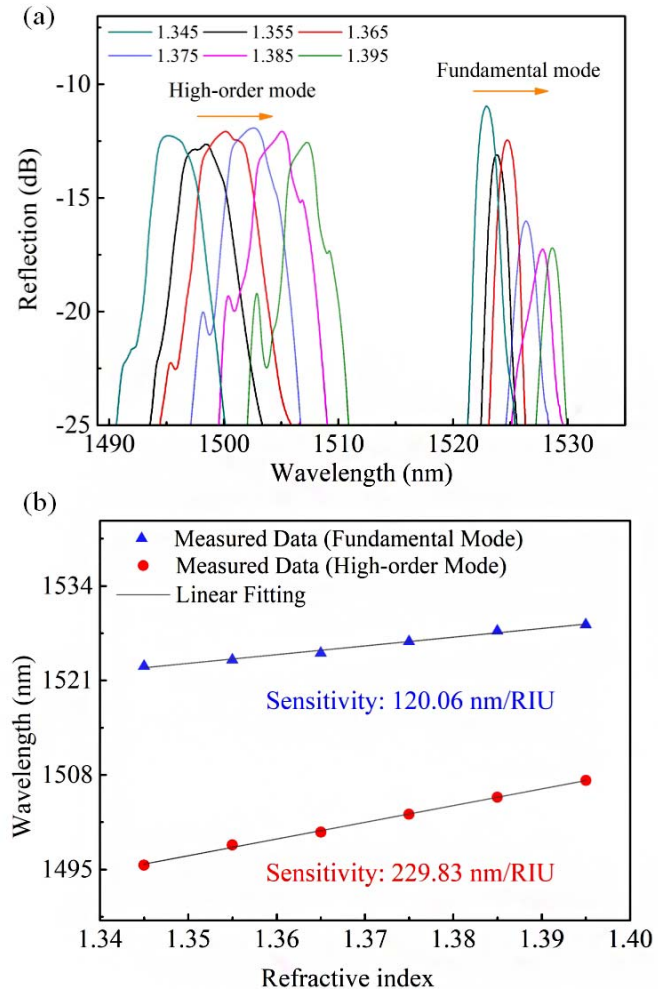 (a)
1.345 1.355 1.365
1.375 1.385 1.395
High-order mode
Fundamental mode
-10
-15
-20
-25
Reflection (dB)
1490 1500 1510 1520 1530
Wavelength (nm)
(b)
Measured Data (Fundamental Mode)
Measured Data (High-order Mode)
Linear Fitting
1534
1521
1508
1495
Wavelength (nm)
Sensitivity: 120.06 nm/RIU
Sensitivity: 229.83 nm/RIU
1.34 1.35 1.36 1.37 1.38 1.39 1.40
Refractive index